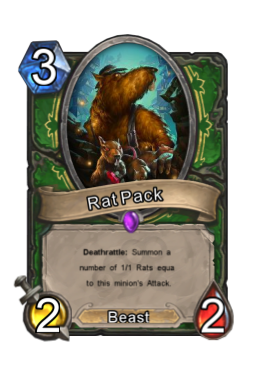 3
Rat Pack
Deathrattle: Summon a
number of 1/1 Rats equa
to this minion's Attack.
2
Beast
2